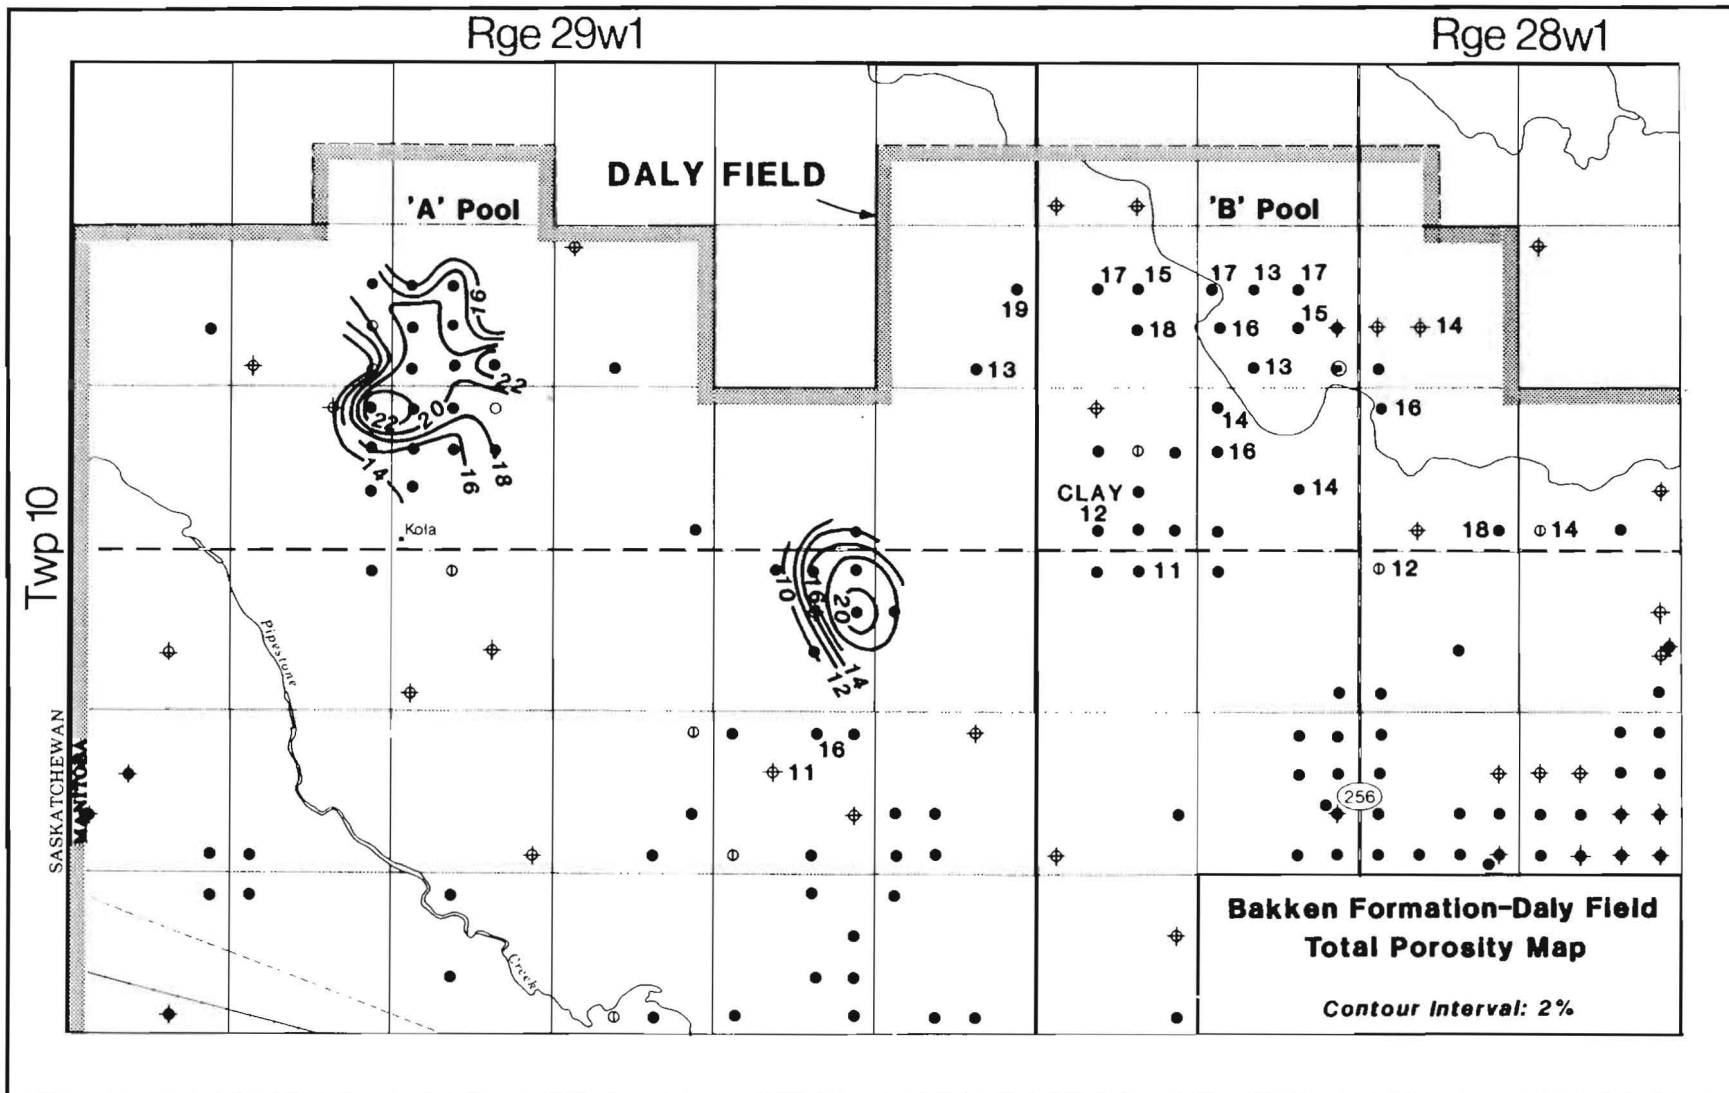 Rge 29w1
Rge 28w1
DALY FIELD
'A' Pool
'B' Pool
16
17
15
17
13
17
19
18
16
15
14
13
13
22
22
20
14
16
18
14
16
16
CLAY
12
14
Kola
18
14
11
12
10
16
20
14
12
Twp 10
Pipestone
SASKATCHEWAN
MANITOBA
16
11
256
Creek
Bakken Formation-Daly Field
Total Porosity Map
Contour Interval: 2%